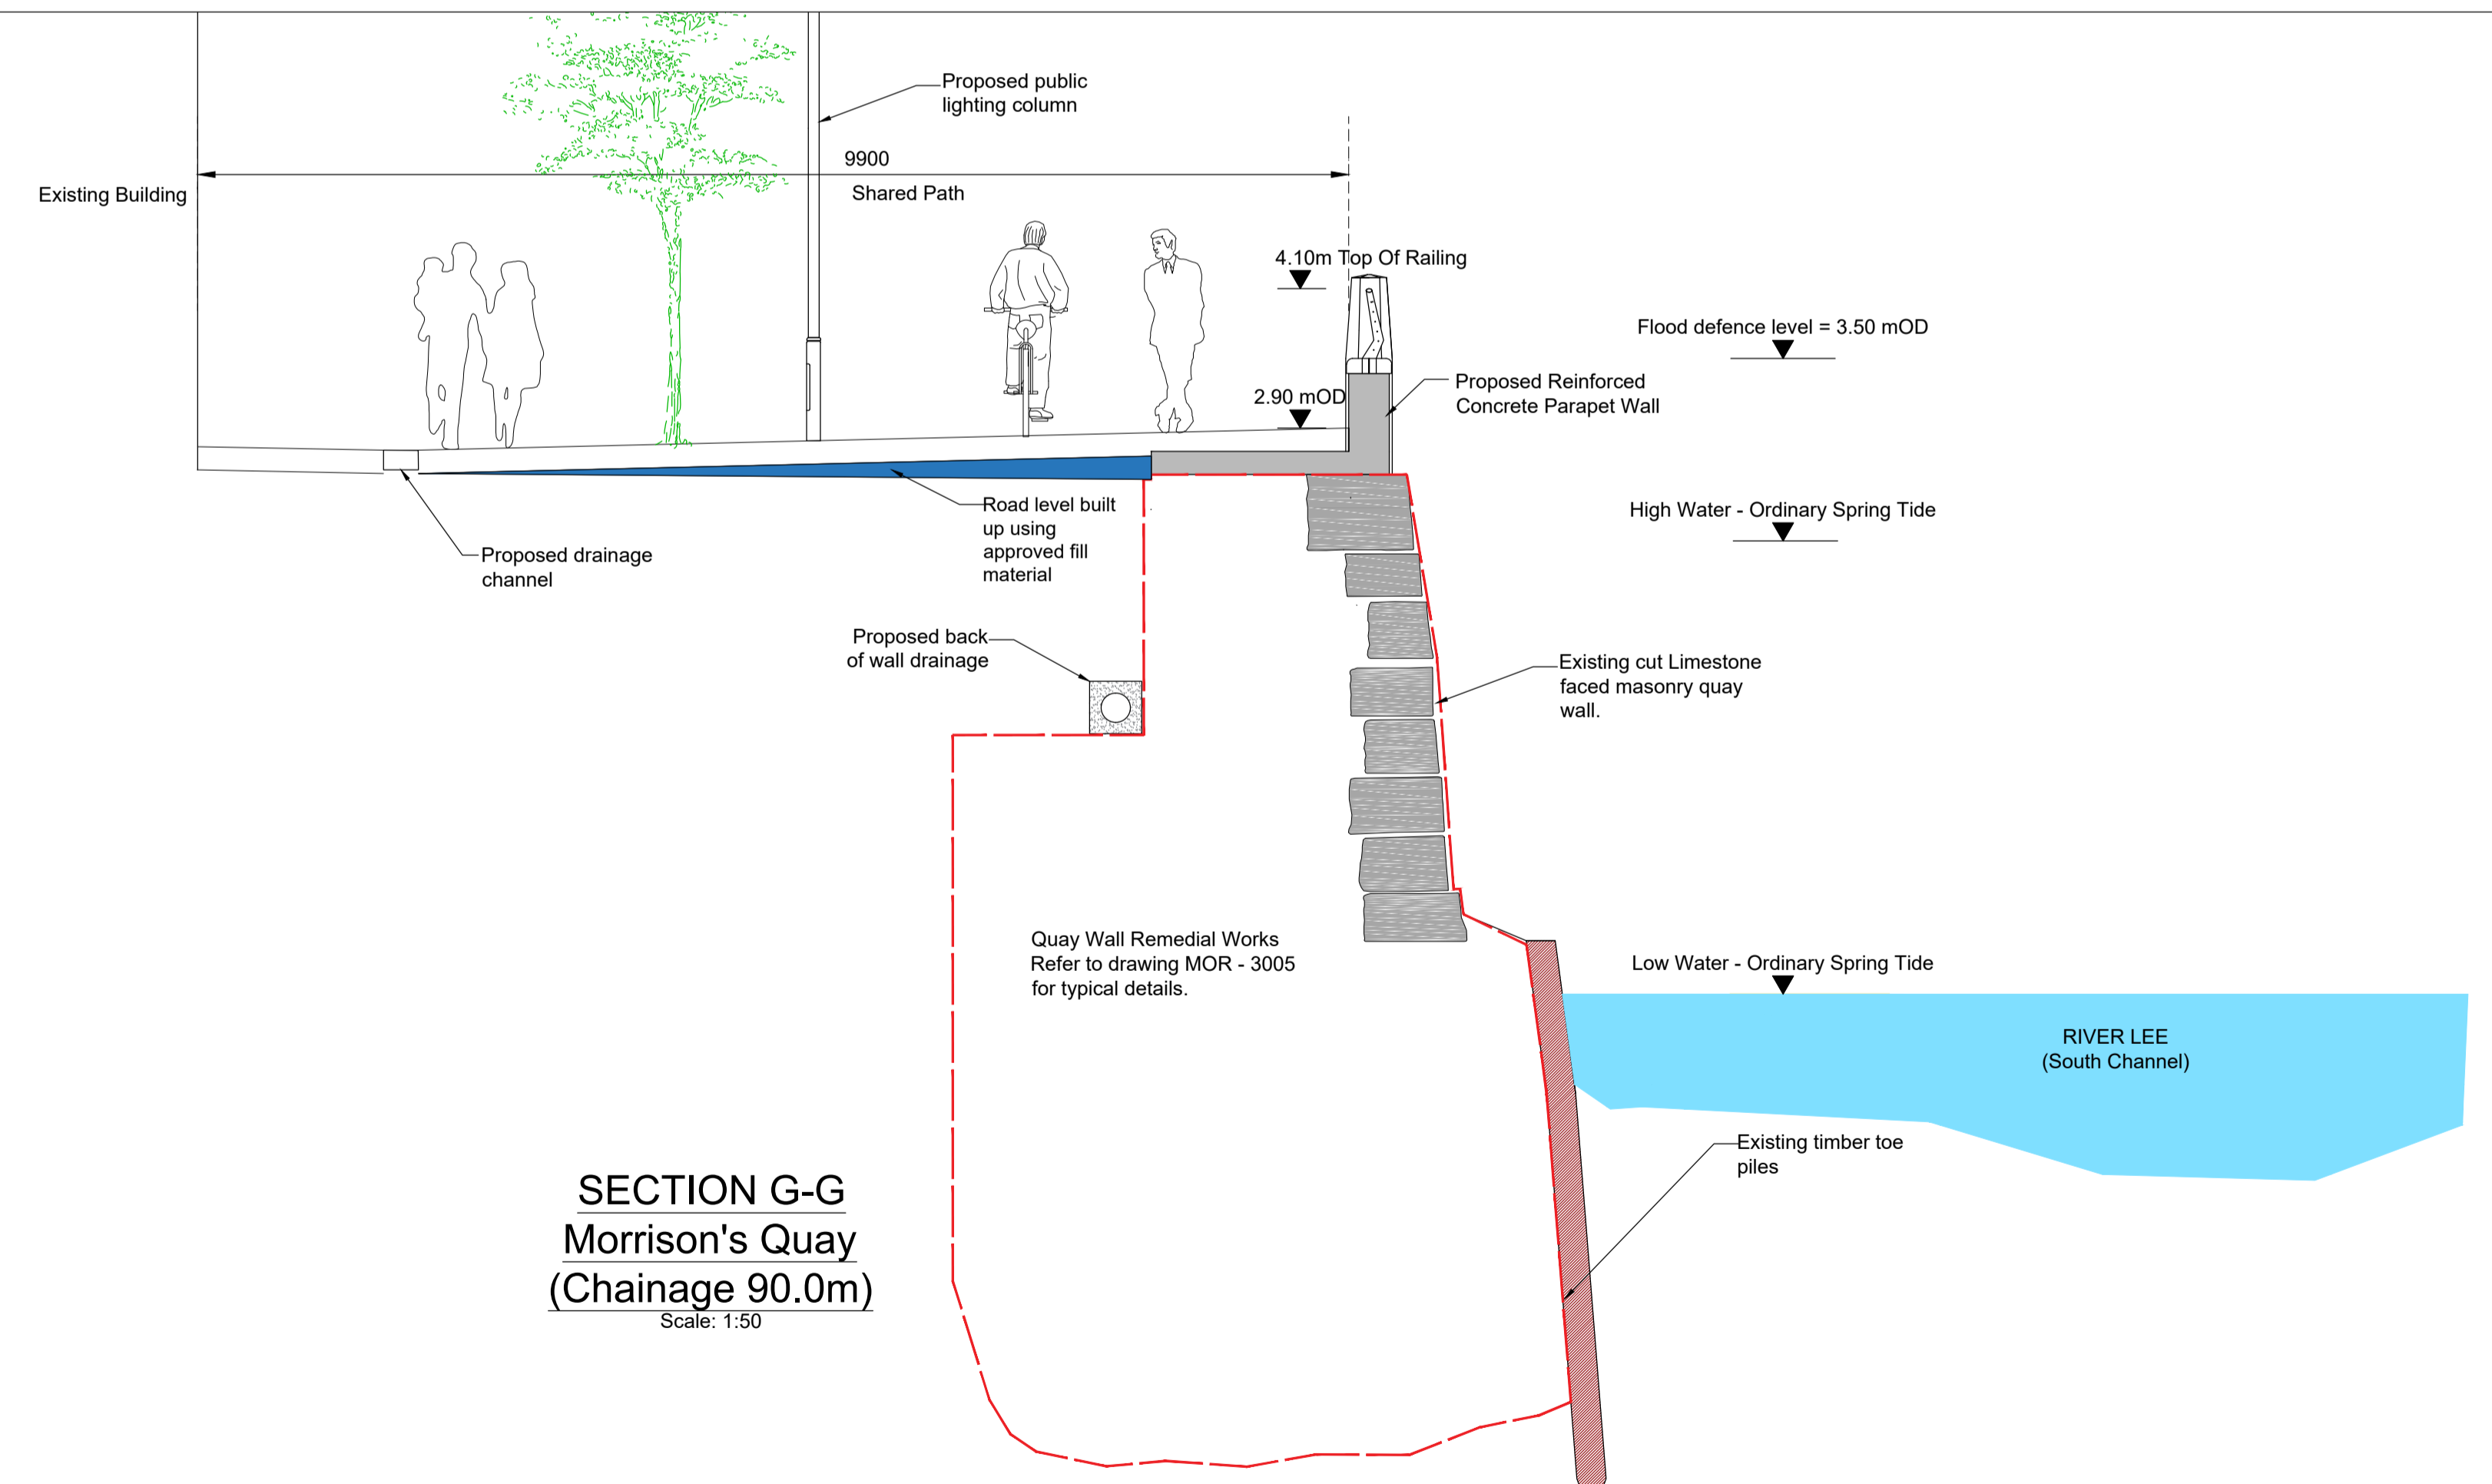 Proposed public
lighting column
9900
Shared Path
Existing Building
4.10m Top Of Railing
Flood defence level = 3.50 mOD
2.90 mOD
Proposed Reinforced
Concrete Parapet Wall
Road level built
up using
approved fill
material
High Water - Ordinary Spring Tide
Proposed drainage
channel
Proposed back
of wall drainage
Existing cut Limestone
faced masonry quay
wall.
Quay Wall Remedial Works
Refer to drawing MOR - 3005
for typical details.
Low Water - Ordinary Spring Tide
RIVER LEE
(South Channel)
Existing timber toe
piles
SECTION G-G
Morrison's Quay
(Chainage 90.0m)
Scale: 1:50